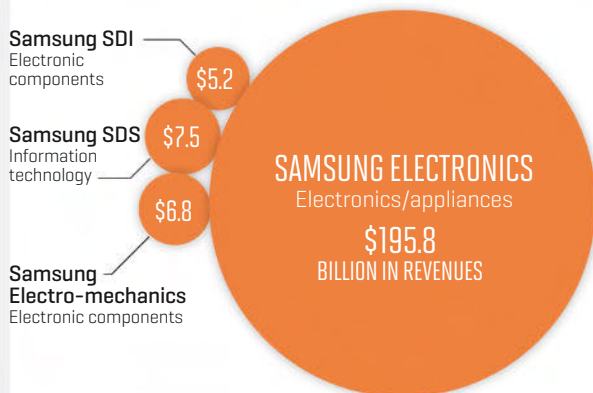 Samsung SDI
Electronic
components
$5.2
Samsung SDS
Information
technology
$7.5
$6.8
Samsung
Electro-mechanics
Electronic components
SAMSUNG ELECTRONICS
Electronics/appliances
$195.8
BILLION IN REVENUES